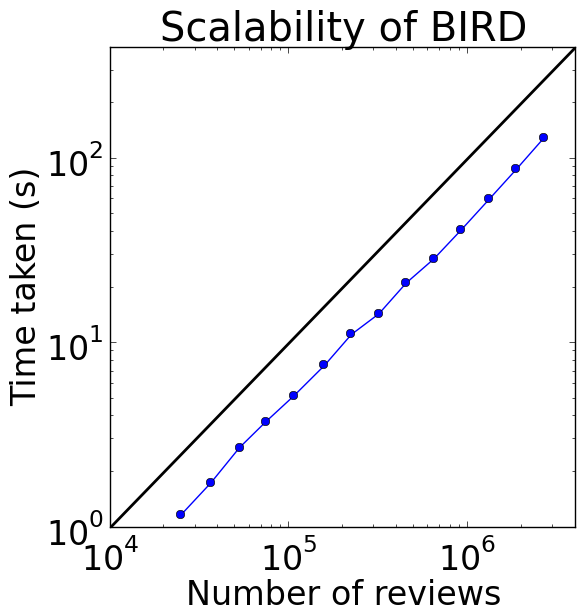 Scalability of BIRD
Time taken (s)
10^2
10^1
10^0
10^4 10^5 10^6
Number of reviews